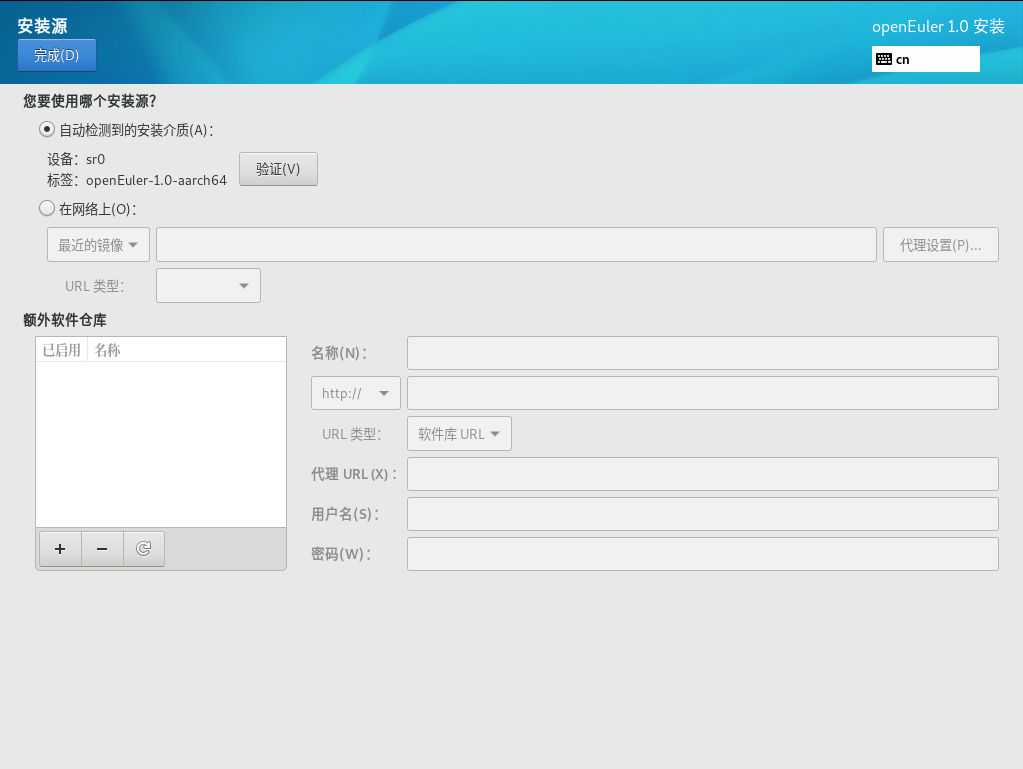 安装源
openEuler 1.0 安装
完成(D)
cn
您要使用哪个安装源?
自动检测到的安装介质(A):
设备: sr0
标签: openEuler-1.0-aarch64
验证(V)
在网络上(O):
最近的镜像
代理设置(P)...
URL 类型:
额外软件仓库
已启用 名称
名称(N):
http://
URL 类型:
软件库 URL
代理 URL(X):
用户名(S):
密码(W):